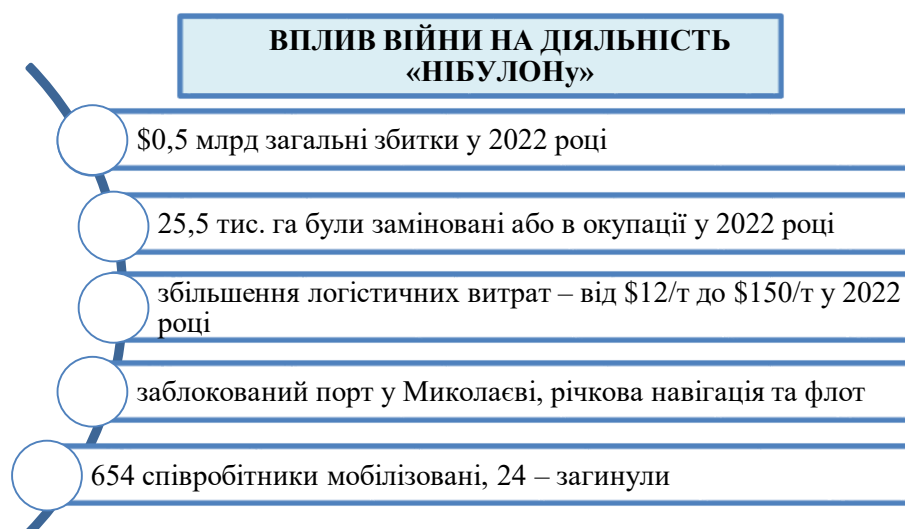 ВПЛИВ ВІЙНИ НА ДІЯЛЬНІСТЬ
«НІБУЛОНу»
$0,5 млрд загальні збитки у 2022 році
25,5 тис. га були заміновані або в окупації у 2022 році
збільшення логістичних витрат – від $12/т до $150/т у 2022
році
заблокований порт у Миколаєві, річкова навігація та флот
654 співробітники мобілізовані, 24 – загинули